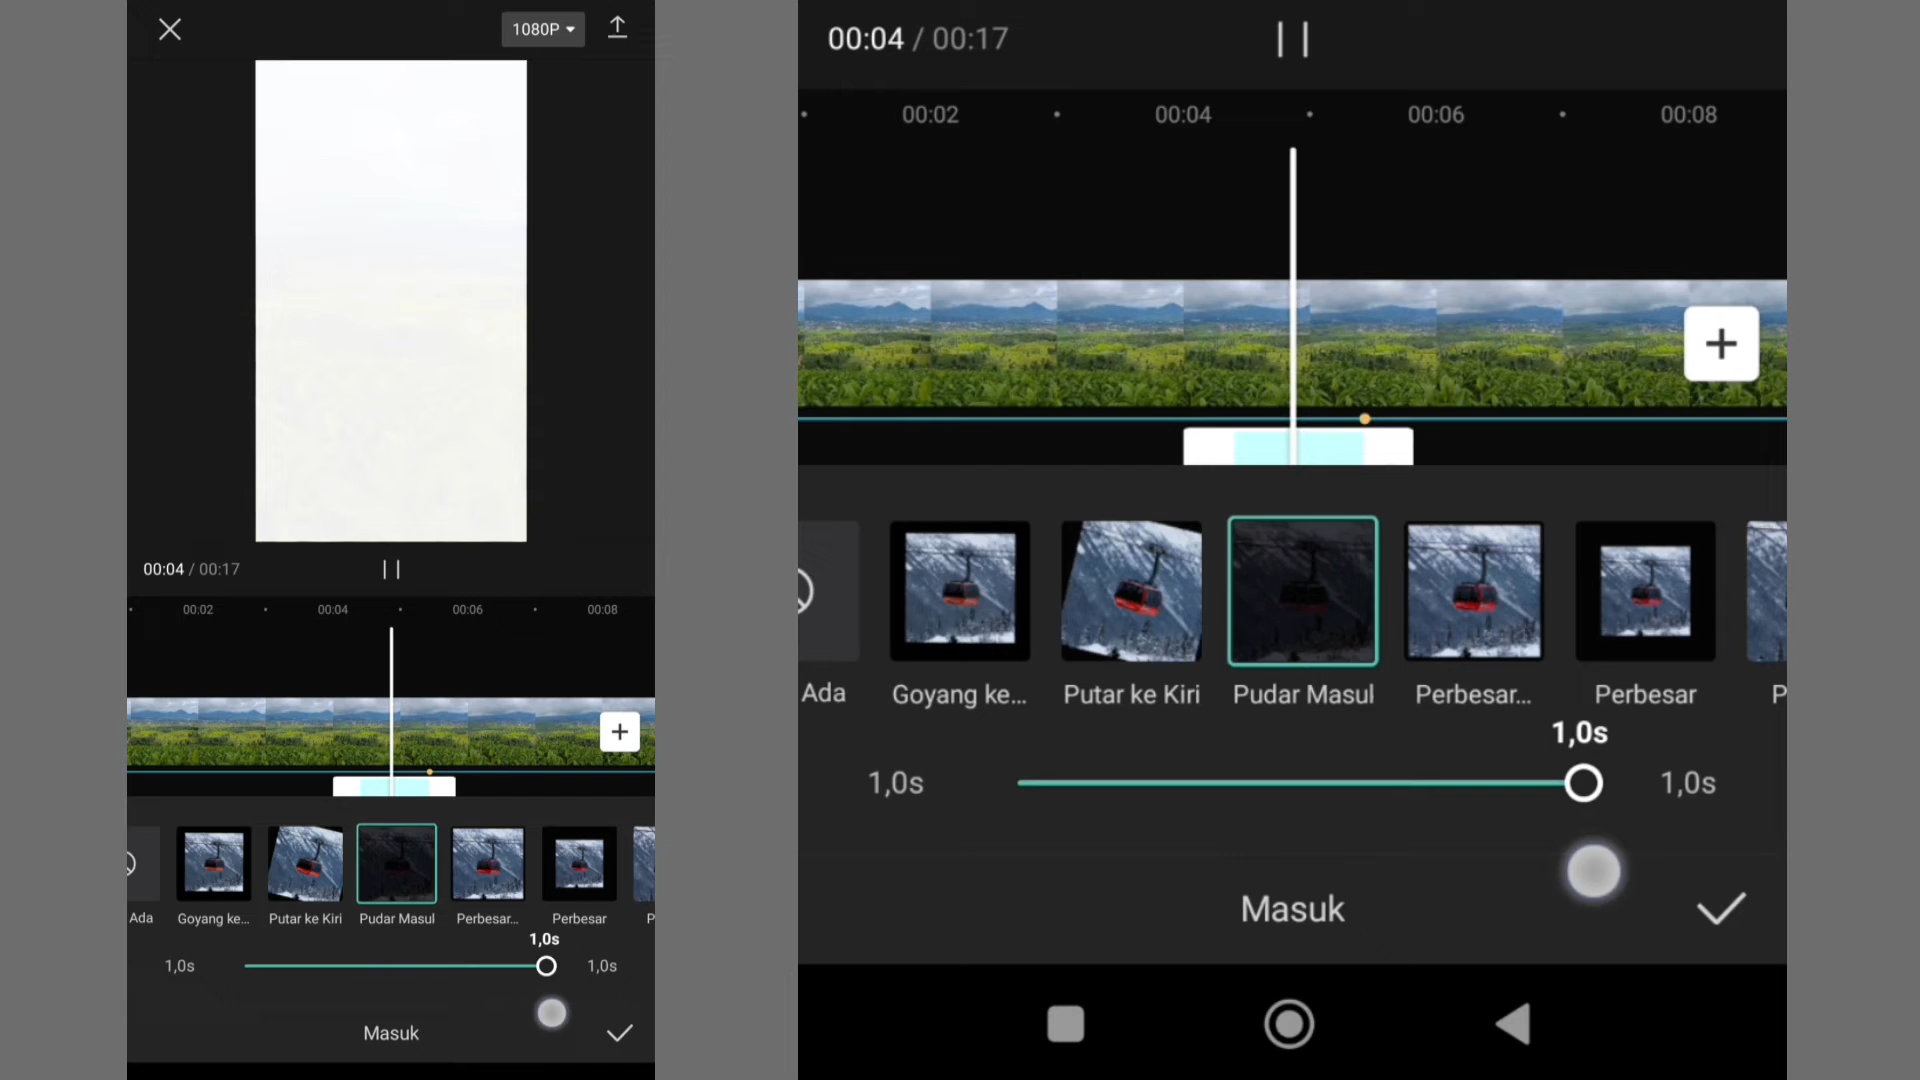 1080P
00:04 / 00:17
00:02
00:04
00:06
00:08
Ada
Goyang ke...
Putar ke Kiri
Pudar Masul
Perbesar...
Perbesar
P
1,0s
1,0s
1,0s
Masuk
00:04 / 00:17
00:02
00:04
00:06
00:08
Ada
Goyang ke...
Putar ke Kiri
Pudar Masul
Perbesar...
Perbesar
P
1,0s
1,0s
1,0s
Masuk